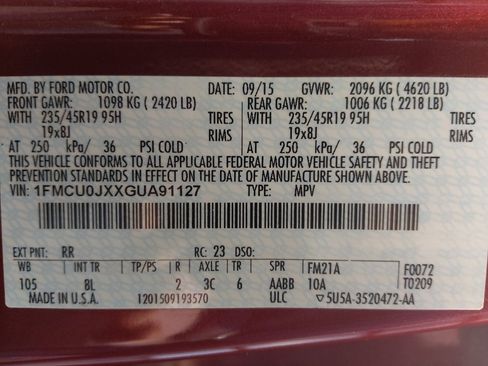 MFD. BY FORD MOTOR CO. DATE: 09/15 GVWR: 2096 KG ( 4620 LB)
FRONT GAWR: 1098 KG ( 2420 LB) REAR GAWR: 1006 KG ( 2218 LB)
WITH 235/45R19 95H TIRES WITH 235/45R19 95H TIRES
19x8J RIMS 19x8J RIMS
AT 250 kPa/ 36 PSI COLD AT 250 kPa/ 36 PSI COLD
THIS VEHICLE CONFORMS TO ALL APPLICABLE FEDERAL MOTOR VEHICLE SAFETY AND THEFT
PREVENTION STANDARDS IN EFFECT ON THE DATE OF MANUFACTURE SHOWN ABOVE.
VIN: 1FMCU0JXXGUA91127 TYPE: MPV
EXT PNT: RR RC: 23 DSO:
WB INT TR TP/PS R AXLE TR SPR FM21A F0072
105 8L 2 3C 6 AABB 10A T0209
MADE IN U.S.A. 1201509193570 ULC 5U5A-3520472-AA